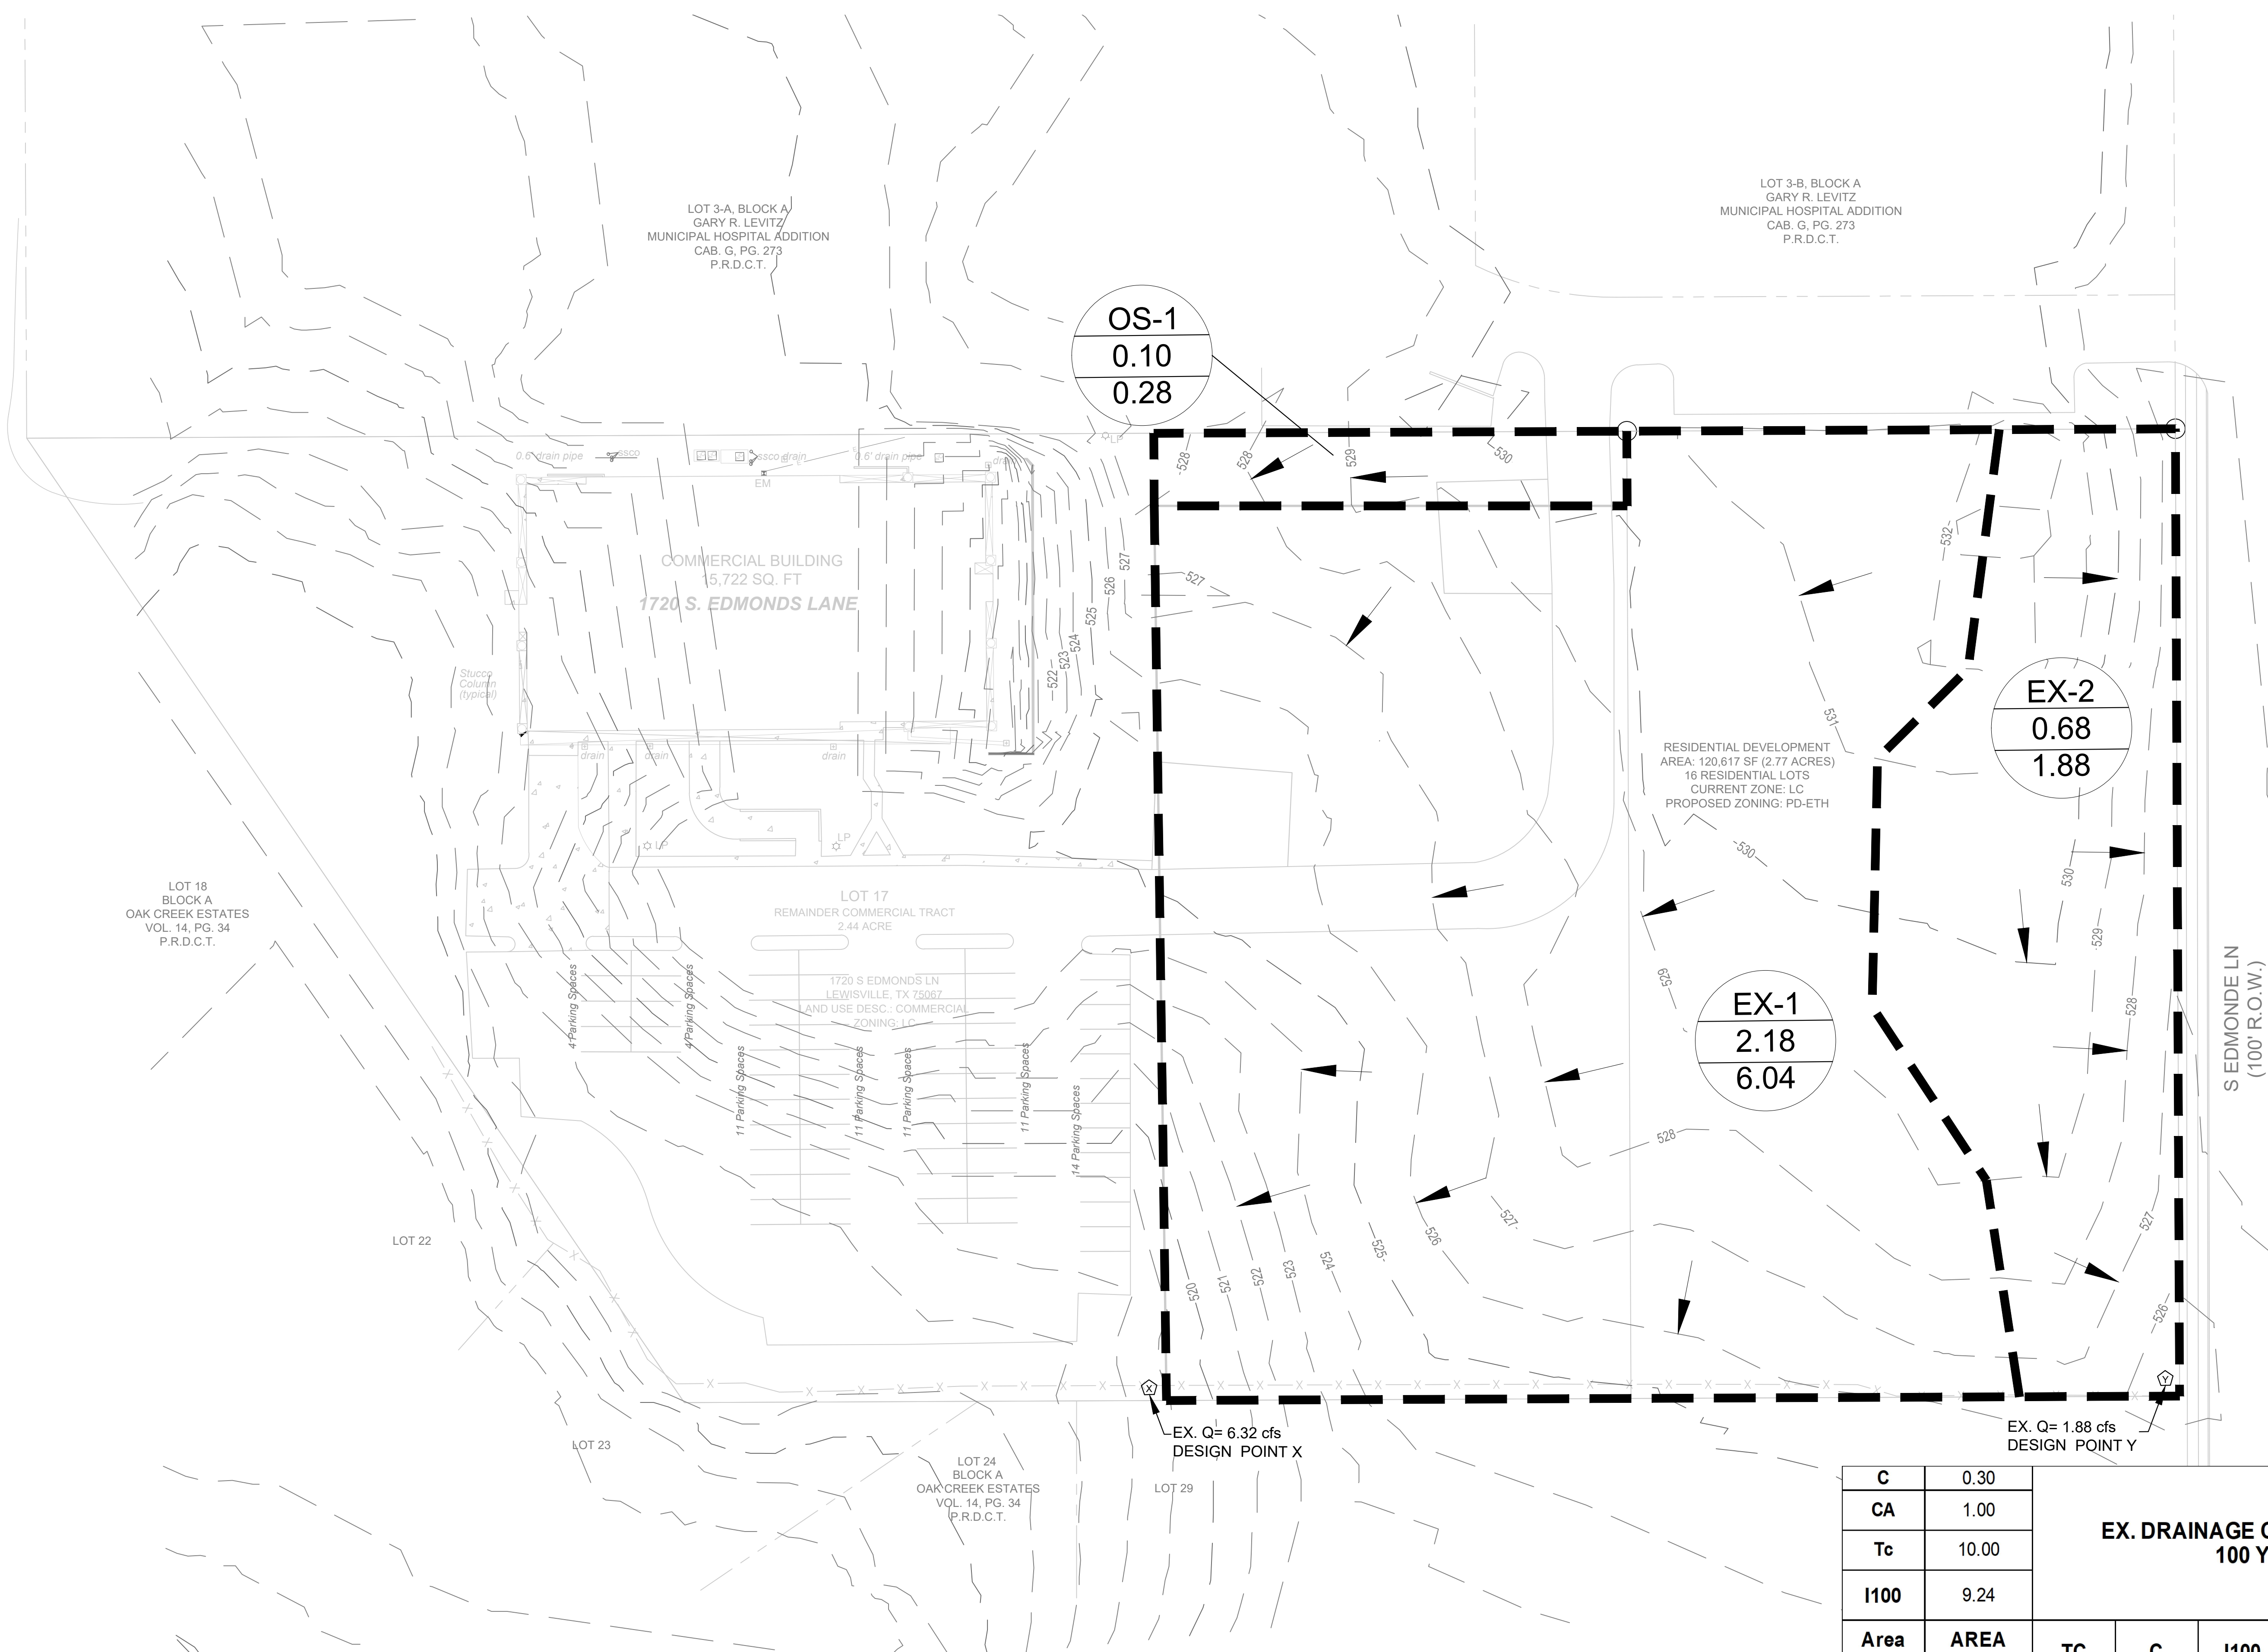 LOT 3-A, BLOCK A
GARY R. LEVITZ
MUNICIPAL HOSPITAL ADDITION
CAB. G, PG. 273
P.R.D.C.T.
LOT 3-B, BLOCK A
GARY R. LEVITZ
MUNICIPAL HOSPITAL ADDITION
CAB. G, PG. 273
P.R.D.C.T.
OS-1
0.10
0.28
LP
0.6' drain pipe
ssco
ssco
drain
0.6' drain pipe
EM
528
528
529
530
COMMERCIAL BUILDING
15,722 SQ. FT
1720 S. EDMONDS LANE
527
526
525
524
523
522
527
532
531
Stucco
Column
(typical)
drain
drain
drain
LP
LP
EX-2
0.68
1.88
RESIDENTIAL DEVELOPMENT
AREA: 120,617 SF (2.77 ACRES)
16 RESIDENTIAL LOTS
CURRENT ZONE: LC
PROPOSED ZONING: PD-ETH
530
530
529
528
529
LOT 18
BLOCK A
OAK CREEK ESTATES
VOL. 14, PG. 34
P.R.D.C.T.
LOT 17
REMAINDER COMMERCIAL TRACT
2.44 ACRE
1720 S EDMONDS LN
LEWISVILLE, TX 75067
LAND USE DESC.: COMMERCIAL
ZONING: LC
4 Parking Spaces
4 Parking Spaces
11 Parking Spaces
11 Parking Spaces
11 Parking Spaces
11 Parking Spaces
14 Parking Spaces
EX-1
2.18
6.04
S EDMONDE LN
(100' R.O.W.)
528
527
526
527
526
525
524
523
522
521
520
LOT 22
X
Y
EX. Q= 6.32 cfs
DESIGN POINT X
EX. Q= 1.88 cfs
DESIGN POINT Y
LOT 23
LOT 24
BLOCK A
OAK CREEK ESTATES
VOL. 14, PG. 34
P.R.D.C.T.
LOT 29
C 0.30
CA 1.00
Tc 10.00
I100 9.24
EX. DRAINAGE
100 Y
Area AREA TC C I100